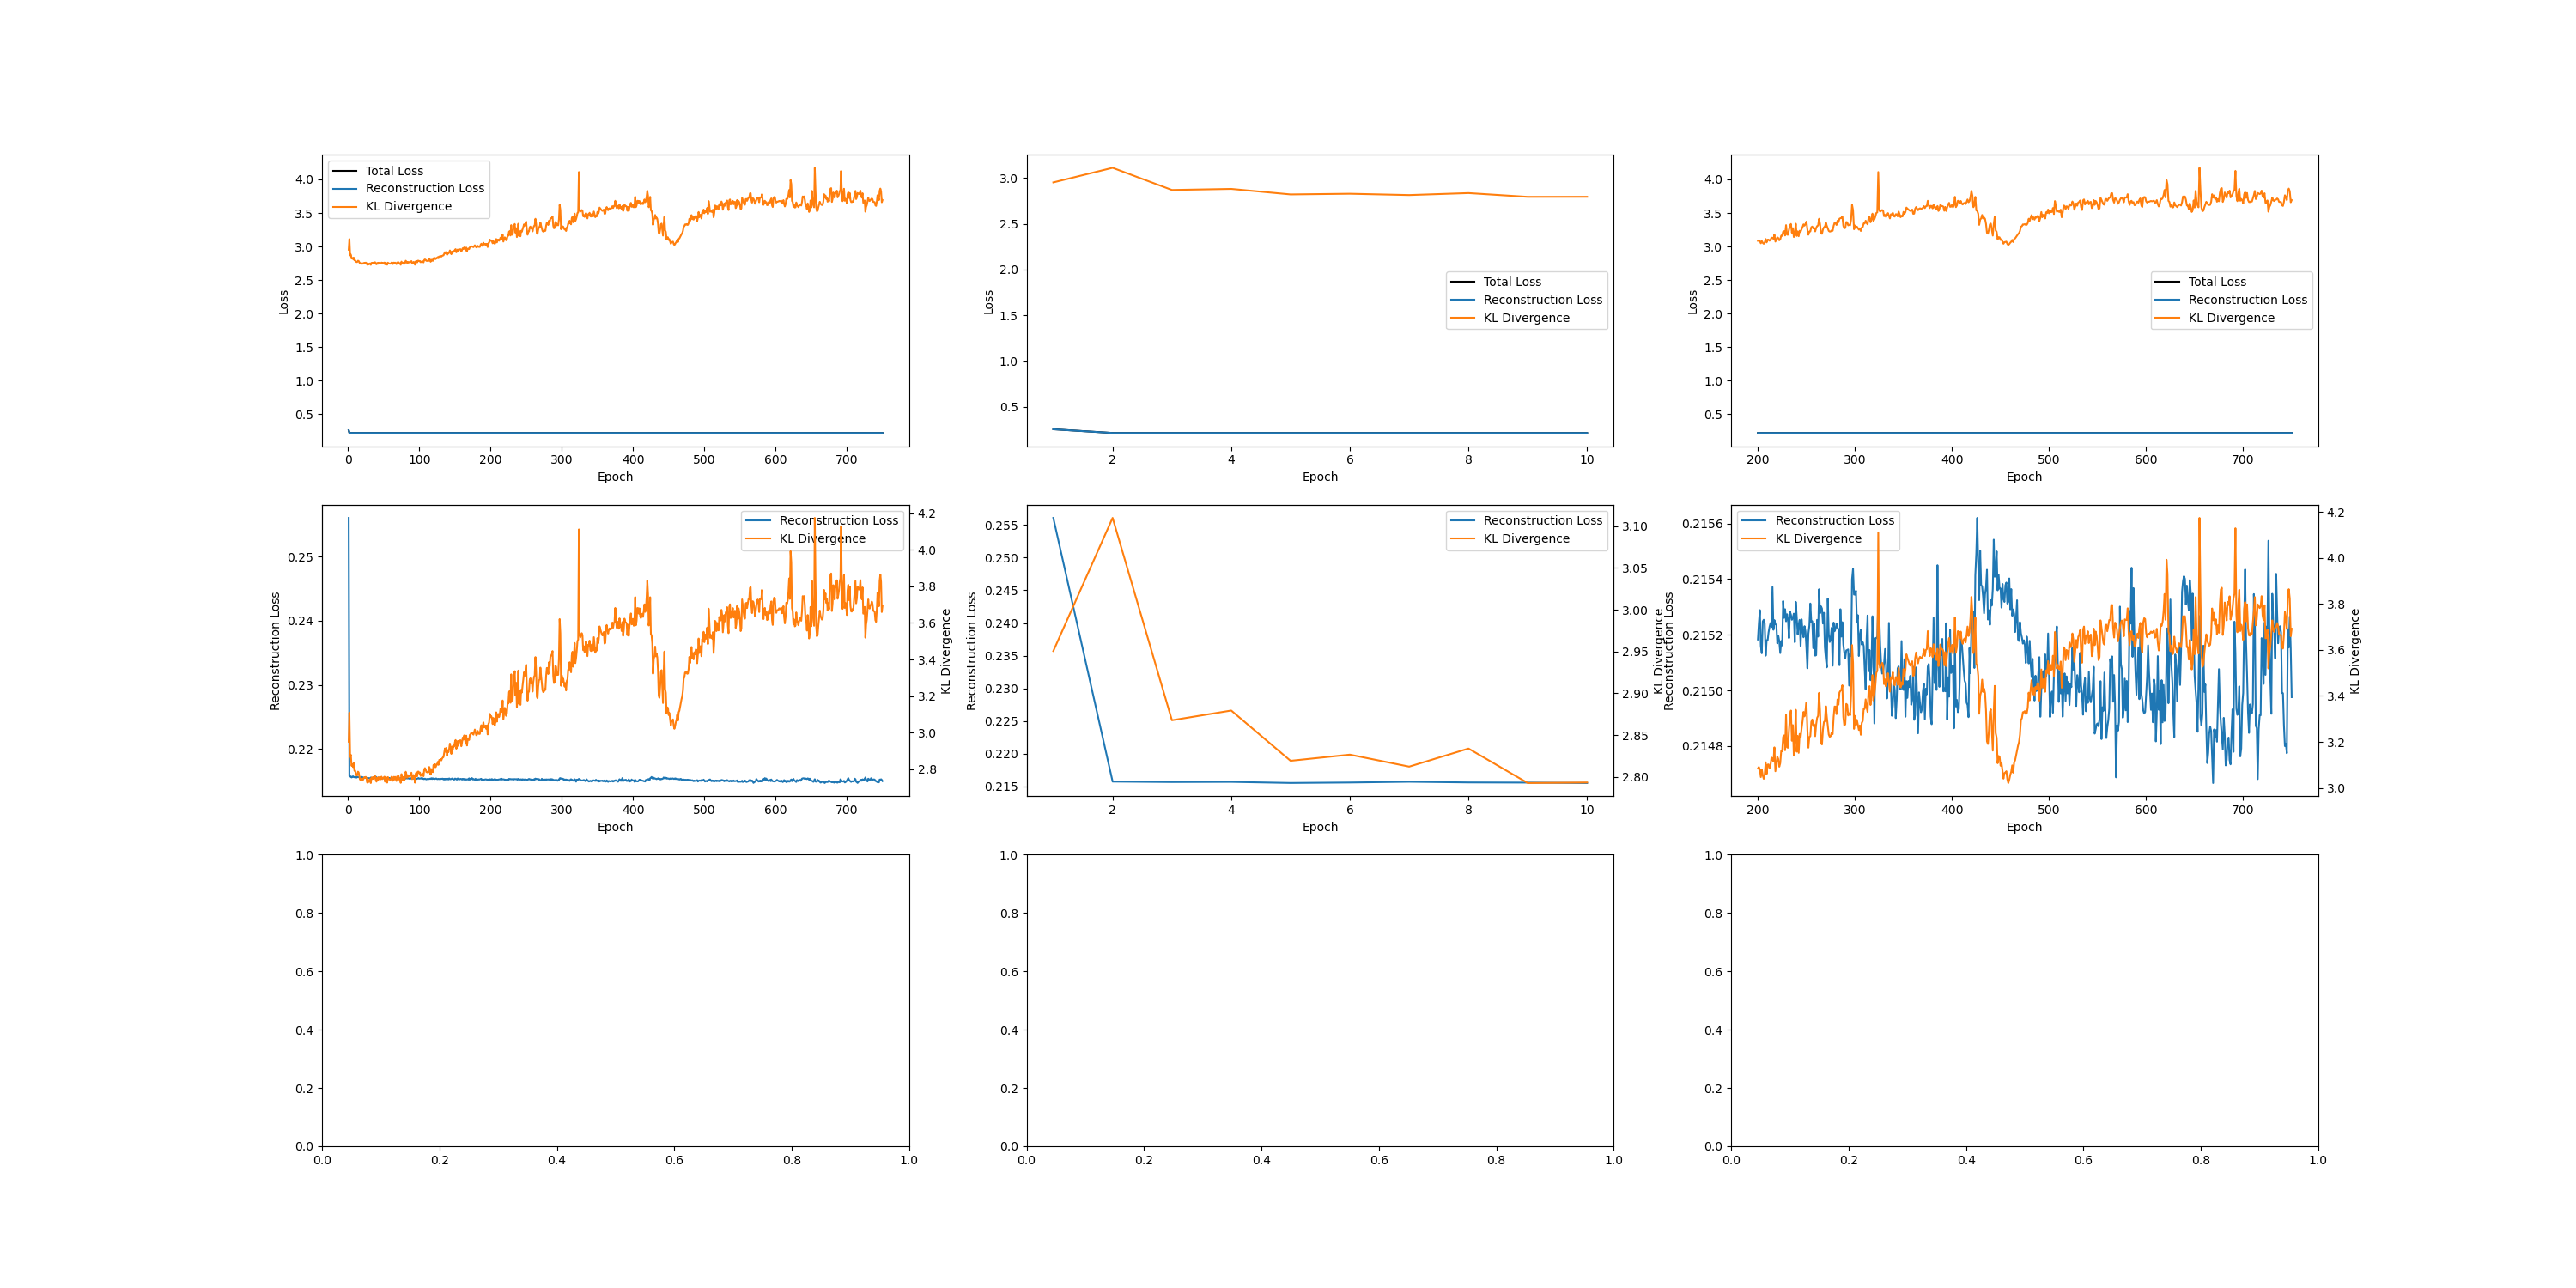 Total Loss
Reconstruction Loss
KL Divergence
4.0
3.5
3.0
2.5
2.0
1.5
1.0
0.5
Loss
0 100 200 300 400 500 600 700
Epoch
3.0
2.5
2.0
1.5
1.0
0.5
Loss
Total Loss
Reconstruction Loss
KL Divergence
2 4 6 8 10
Epoch
4.0
3.5
3.0
2.5
2.0
1.5
1.0
0.5
Loss
Total Loss
Reconstruction Loss
KL Divergence
200 300 400 500 600 700
Epoch
Reconstruction Loss
KL Divergence
0.25
0.24
0.23
0.22
Reconstruction Loss
4.2
4.0
3.8
3.6
3.4
3.2
3.0
2.8
KL Divergence
0 100 200 300 400 500 600 700
Epoch
Reconstruction Loss
KL Divergence
0.255
0.250
0.245
0.240
0.235
0.230
0.225
0.220
0.215
Reconstruction Loss
3.10
3.05
3.00
2.95
2.90
2.85
2.80
KL Divergence
2 4 6 8 10
Epoch
Reconstruction Loss
KL Divergence
0.2156
0.2154
0.2152
0.2150
0.2148
Reconstruction Loss
4.2
4.0
3.8
3.6
3.4
3.2
3.0
KL Divergence
200 300 400 500 600 700
Epoch
1.0
0.8
0.6
0.4
0.2
0.0
0.0 0.2 0.4 0.6 0.8 1.0
1.0
0.8
0.6
0.4
0.2
0.0
0.0 0.2 0.4 0.6 0.8 1.0
1.0
0.8
0.6
0.4
0.2
0.0
0.0 0.2 0.4 0.6 0.8 1.0